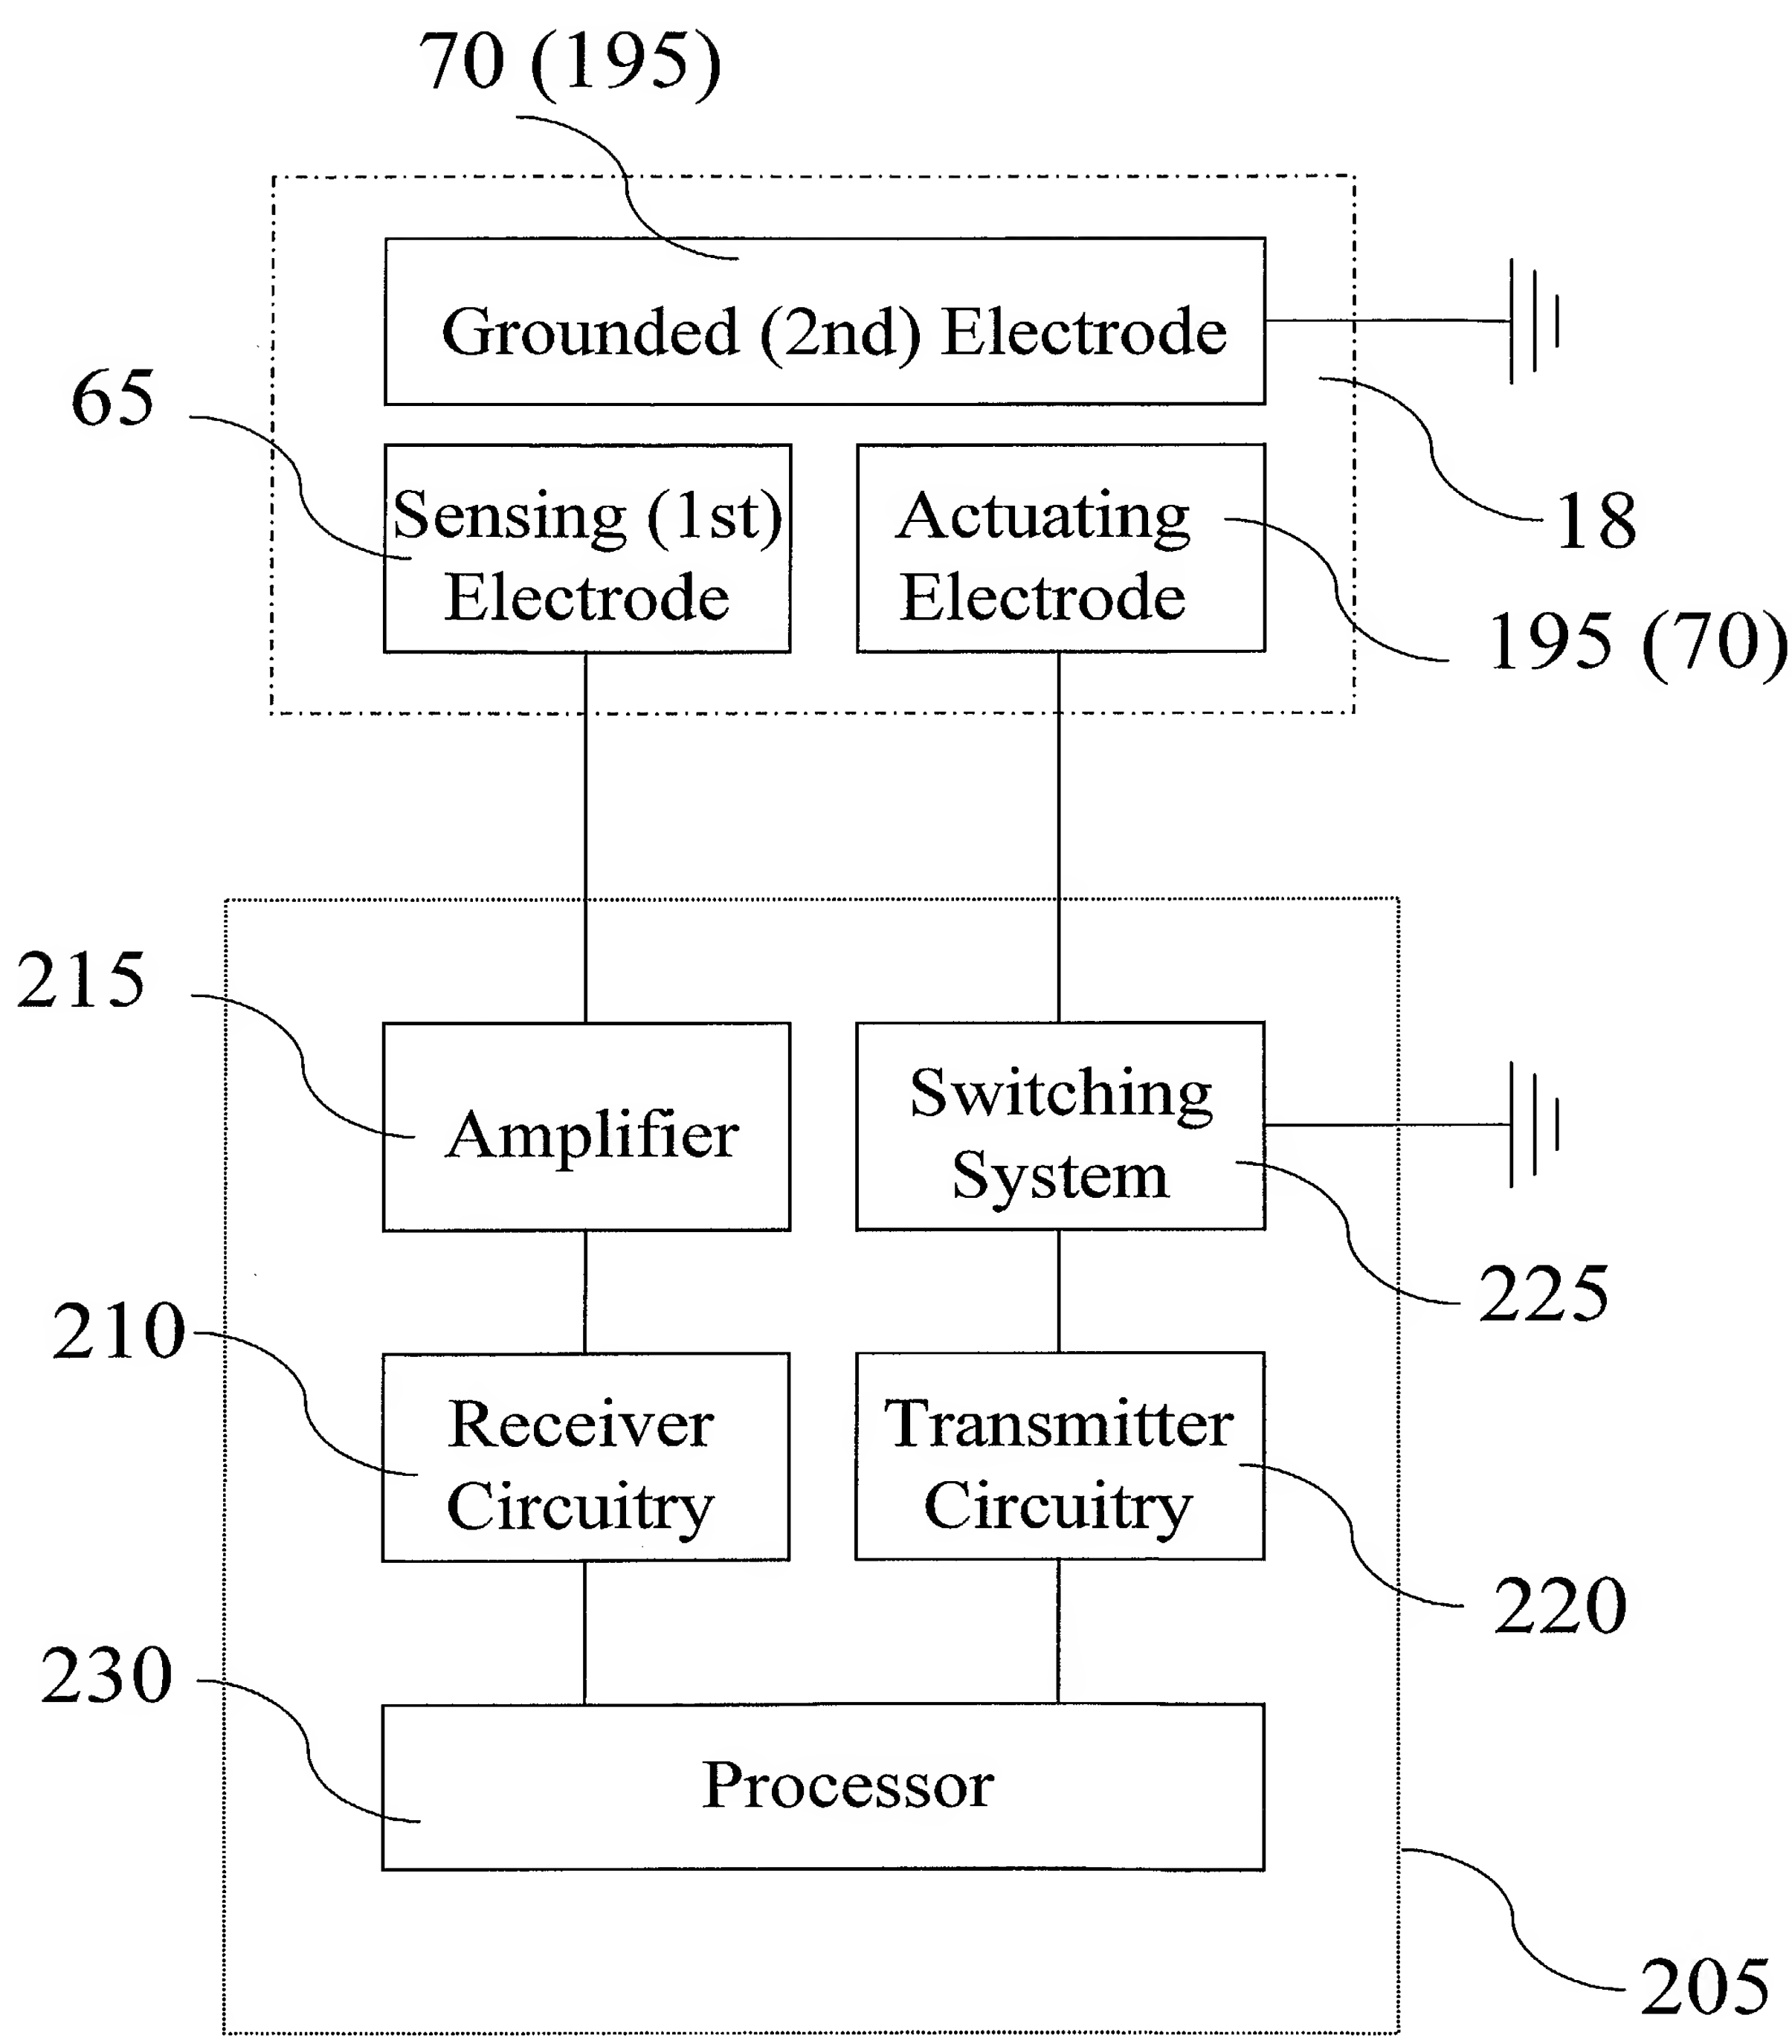 70 (195)
Grounded (2nd) Electrode
65
Sensing (1st)
Electrode
Actuating
Electrode
18
195 (70)
215
Amplifier
Switching
System
225
210
Receiver
Circuitry
Transmitter
Circuitry
220
230
Processor
205